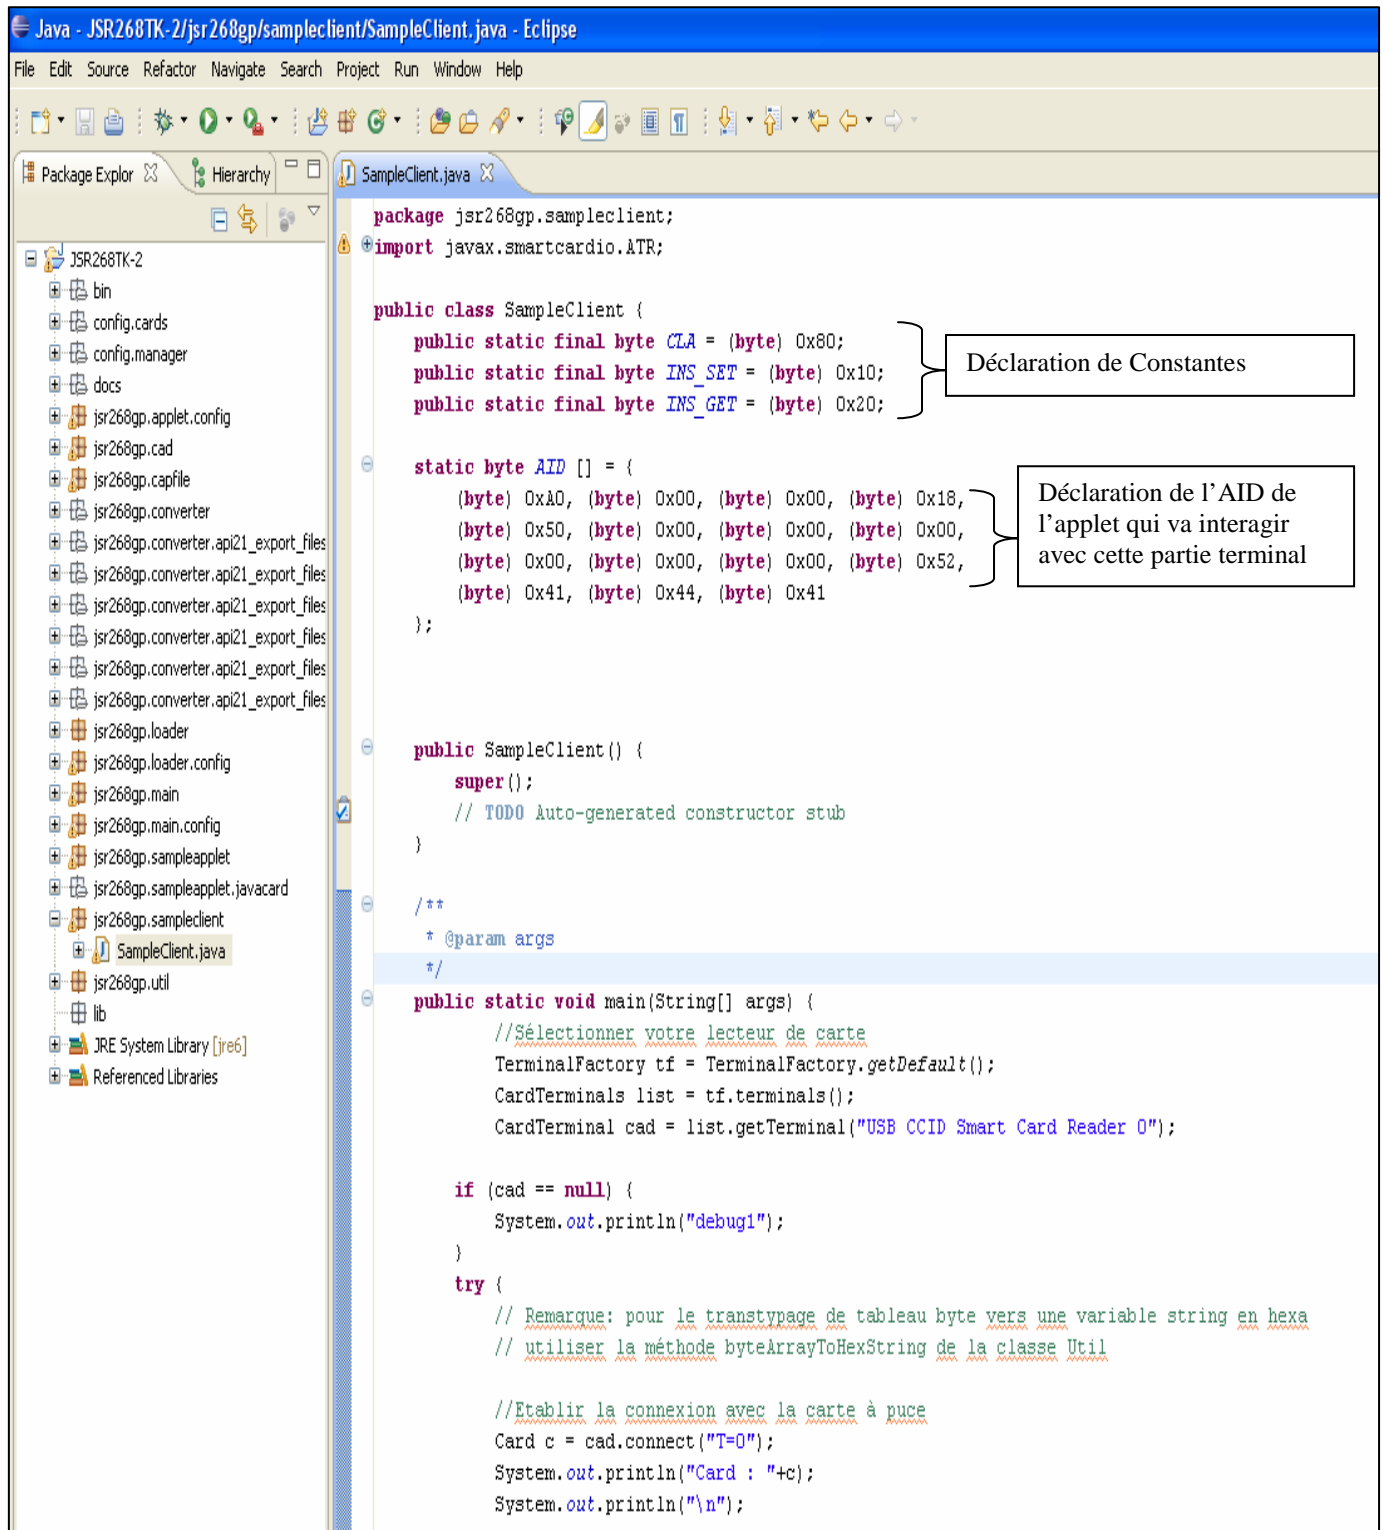 Java - JSR268TK-2/jsr268gp/sampleclient/SampleClient.java - Eclipse
File Edit Source Refactor Navigate Search Project Run Window Help
Package Explor
Hierarchy
SampleClient.java
JSR268TK-2
bin
config.cards
config.manager
docs
jsr268gp.applet.config
jsr268gp.cad
jsr268gp.capfile
jsr268gp.converter
jsr268gp.converter.api21_export_files
jsr268gp.converter.api21_export_files
jsr268gp.converter.api21_export_files
jsr268gp.converter.api21_export_files
jsr268gp.converter.api21_export_files
jsr268gp.converter.api21_export_files
jsr268gp.loader
jsr268gp.loader.config
jsr268gp.main
jsr268gp.main.config
jsr268gp.sampleapplet
jsr268gp.sampleapplet.javacard
jsr268gp.sampleclient
SampleClient.java
jsr268gp.util
lib
JRE System Library [jre6]
Referenced Libraries
package jsr268gp.sampleclient;
import javax.smartcardio.ATR;
public class SampleClient {
public static final byte CLA = (byte) 0x80;
public static final byte INS_SET = (byte) 0x10;
public static final byte INS_GET = (byte) 0x20;
Déclaration de Constantes
static byte AID [] = {
(byte) 0xA0, (byte) 0x00, (byte) 0x00, (byte) 0x18,
(byte) 0x50, (byte) 0x00, (byte) 0x00, (byte) 0x00,
(byte) 0x00, (byte) 0x00, (byte) 0x00, (byte) 0x52,
(byte) 0x41, (byte) 0x44, (byte) 0x41
};
Déclaration de l'AID de
l'applet qui va interagir
avec cette partie terminal
public SampleClient() {
super();
// TODO Auto-generated constructor stub
}
/**
* @param args
*/
public static void main(String[] args) {
//Sélectionner votre lecteur de carte
TerminalFactory tf = TerminalFactory.getDefault();
CardTerminals list = tf.terminals();
CardTerminal cad = list.getTerminal("USB CCID Smart Card Reader 0");
if (cad == null) {
System.out.println("debug1");
}
try {
// Remarque: pour le transtypage de tableau byte vers une variable string en hexa
// utiliser la méthode byteArrayToHexString de la classe Util
//Etablir la connexion avec la carte à puce
Card c = cad.connect("T=0");
System.out.println("Card : "+c);
System.out.println("\n");